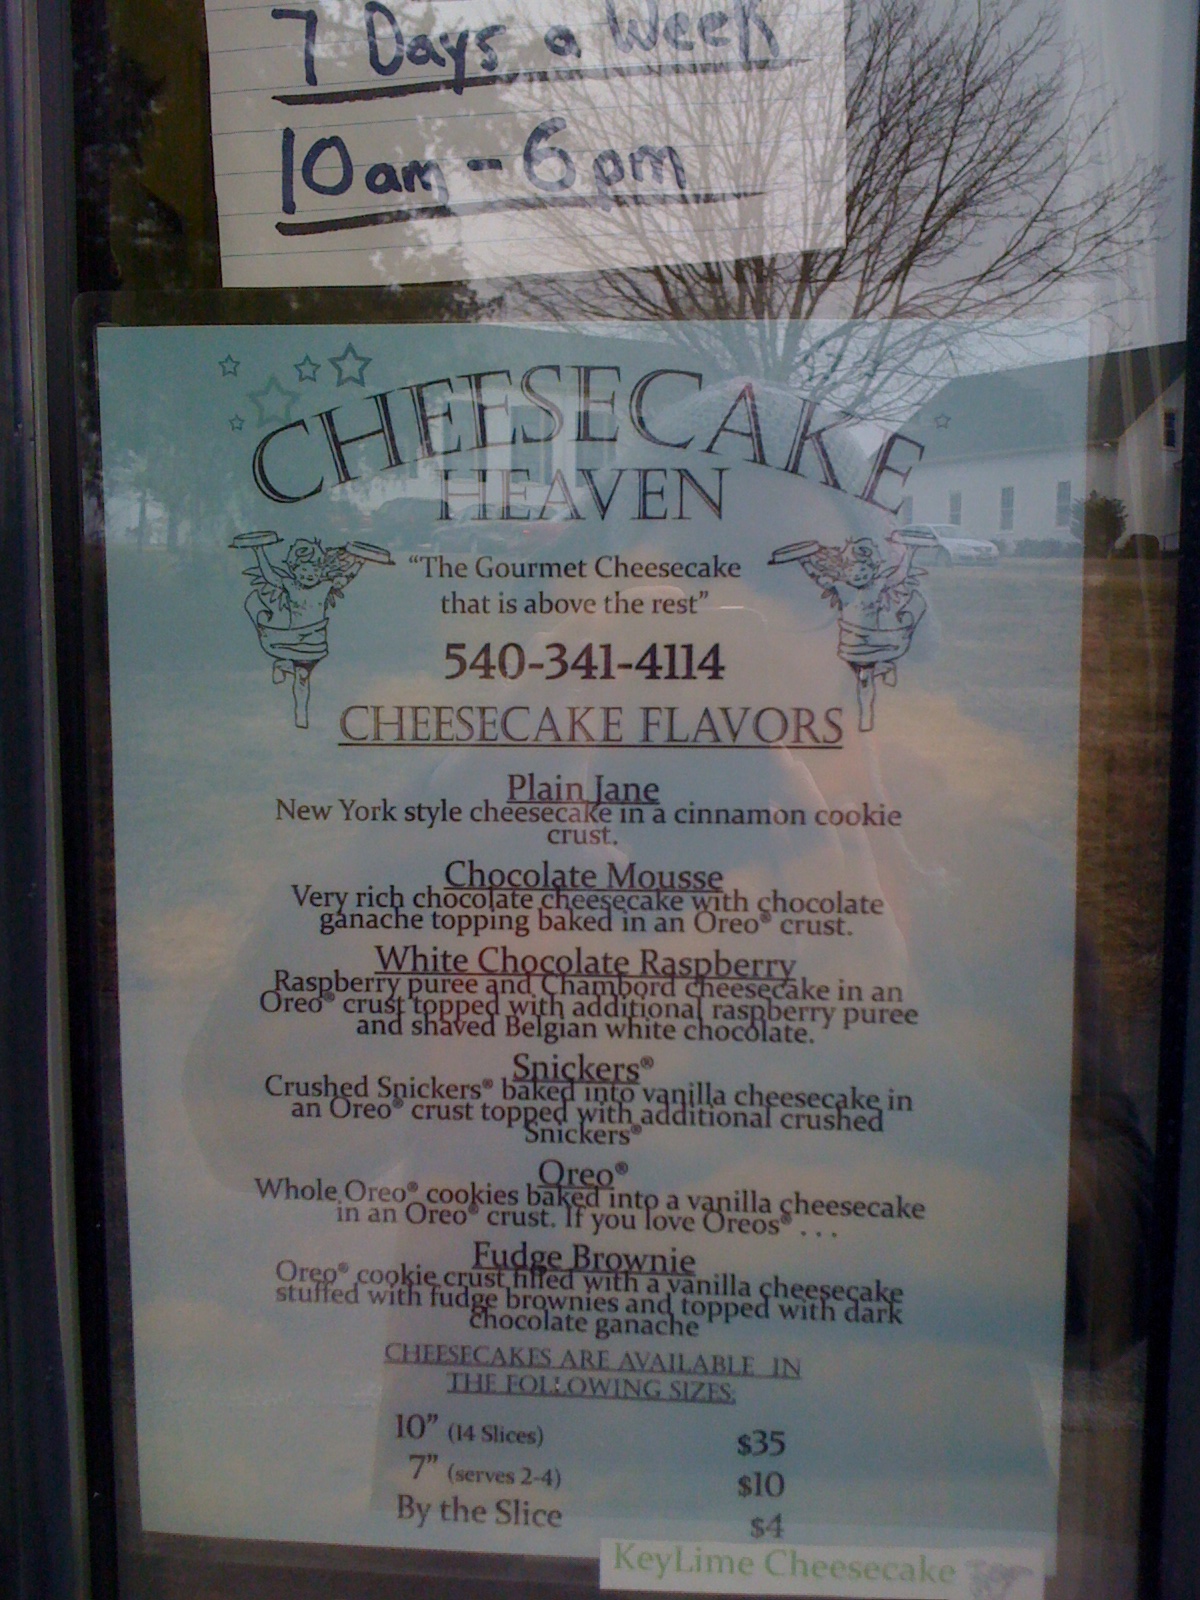 7 Days a Week
10am - 6pm
CHEESECAKE
HEAVEN
“The Gourmet Cheesecake
that is above the rest”
540-341-4114
CHEESECAKE FLAVORS
Plain Jane
New York style cheesecake in a cinnamon cookie
crust.
Chocolate Mousse
Very rich chocolate cheesecake with chocolate
ganache topping baked in an Oreo® crust.
White Chocolate Raspberry
Raspberry puree and Chambord cheesecake in an
Oreo® crust topped with additional raspberry puree
and shaved Belgian white chocolate.
Snickers®
Crushed Snickers® baked into vanilla cheesecake in
an Oreo® crust topped with additional crushed
Snickers®
Oreo®
Whole Oreo® cookies baked into a vanilla cheesecake
in an Oreo® crust. If you love Oreos® . . .
Fudge Brownie
Oreo® cookie crust filled with a vanilla cheesecake
stuffed with fudge brownies and topped with dark
chocolate ganache
CHEESECAKES ARE AVAILABLE IN
THE FOLLOWING SIZES:
10” (14 Slices) $35
7” (serves 2-4) $10
By the Slice $4
KeyLime Cheesecake